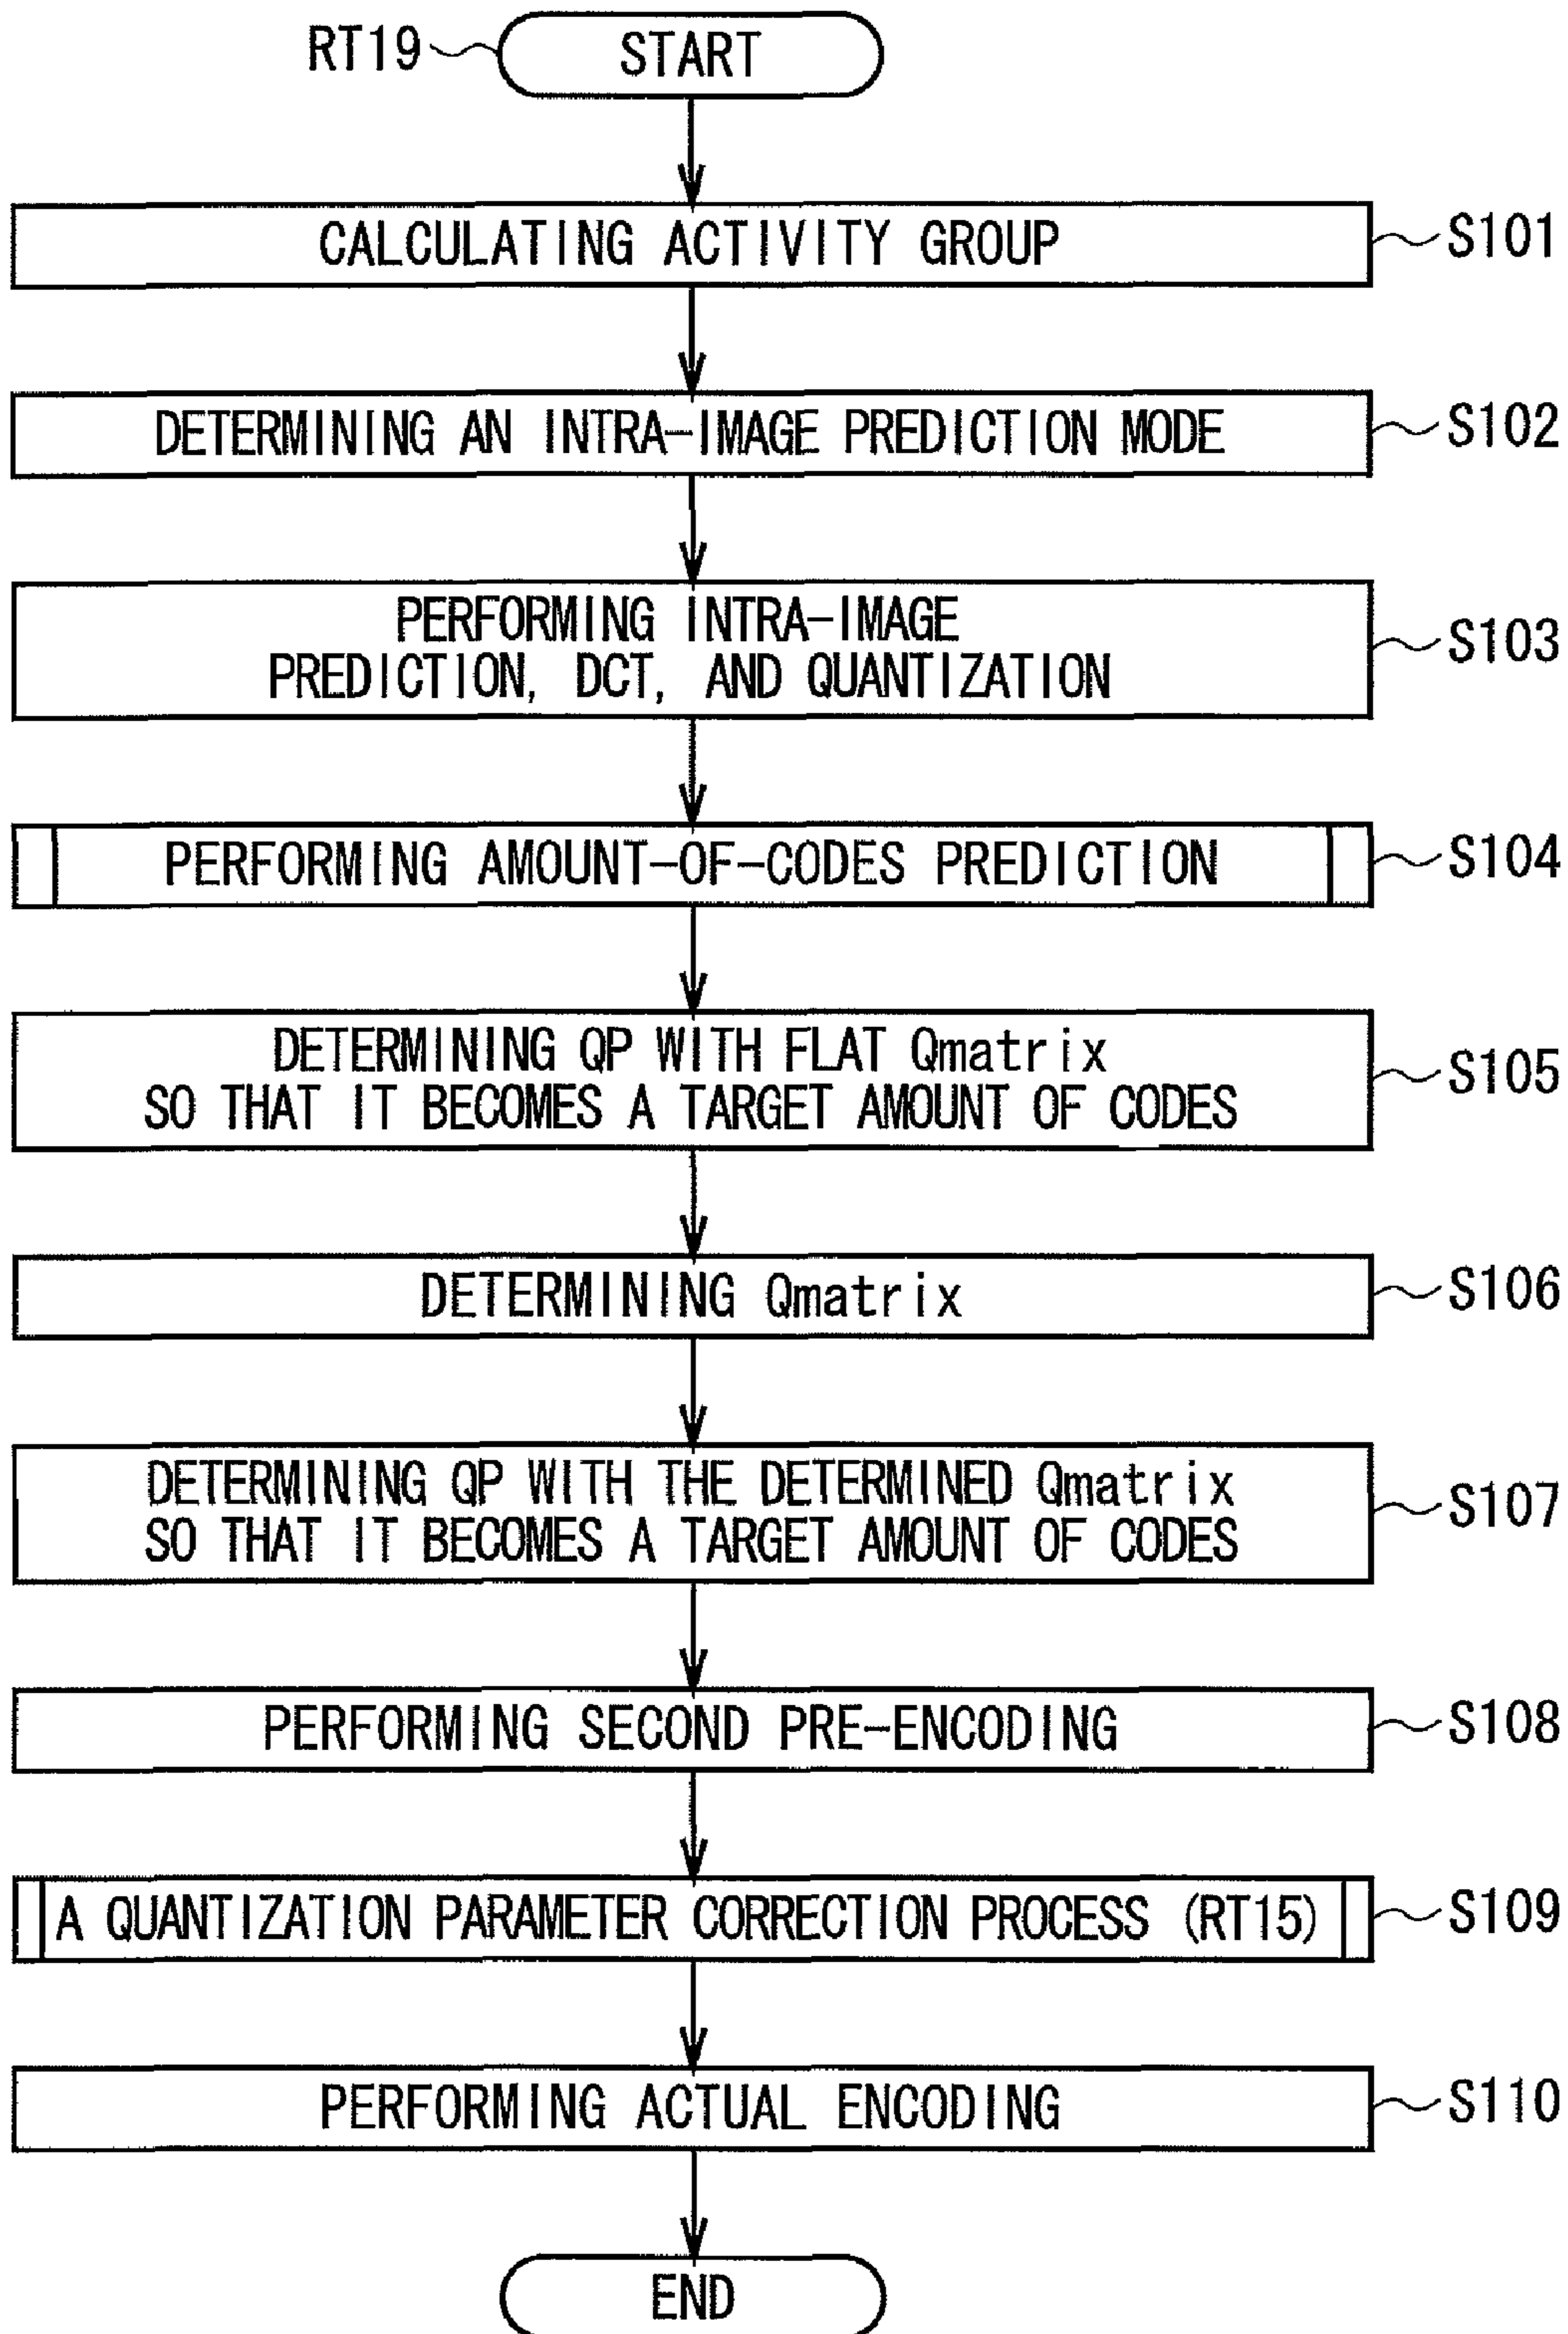 RT19
START
CALCULATING ACTIVITY GROUP
S101
DETERMINING AN INTRA-IMAGE PREDICTION MODE
S102
PERFORMING INTRA-IMAGE
PREDICTION, DCT, AND QUANTIZATION
S103
PERFORMING AMOUNT-OF-CODES PREDICTION
S104
DETERMINING QP WITH FLAT Qmatrix
SO THAT IT BECOMES A TARGET AMOUNT OF CODES
S105
DETERMINING Qmatrix
S106
DETERMINING QP WITH THE DETERMINED Qmatrix
SO THAT IT BECOMES A TARGET AMOUNT OF CODES
S107
PERFORMING SECOND PRE-ENCODING
S108
A QUANTIZATION PARAMETER CORRECTION PROCESS (RT15)
S109
PERFORMING ACTUAL ENCODING
S110
END